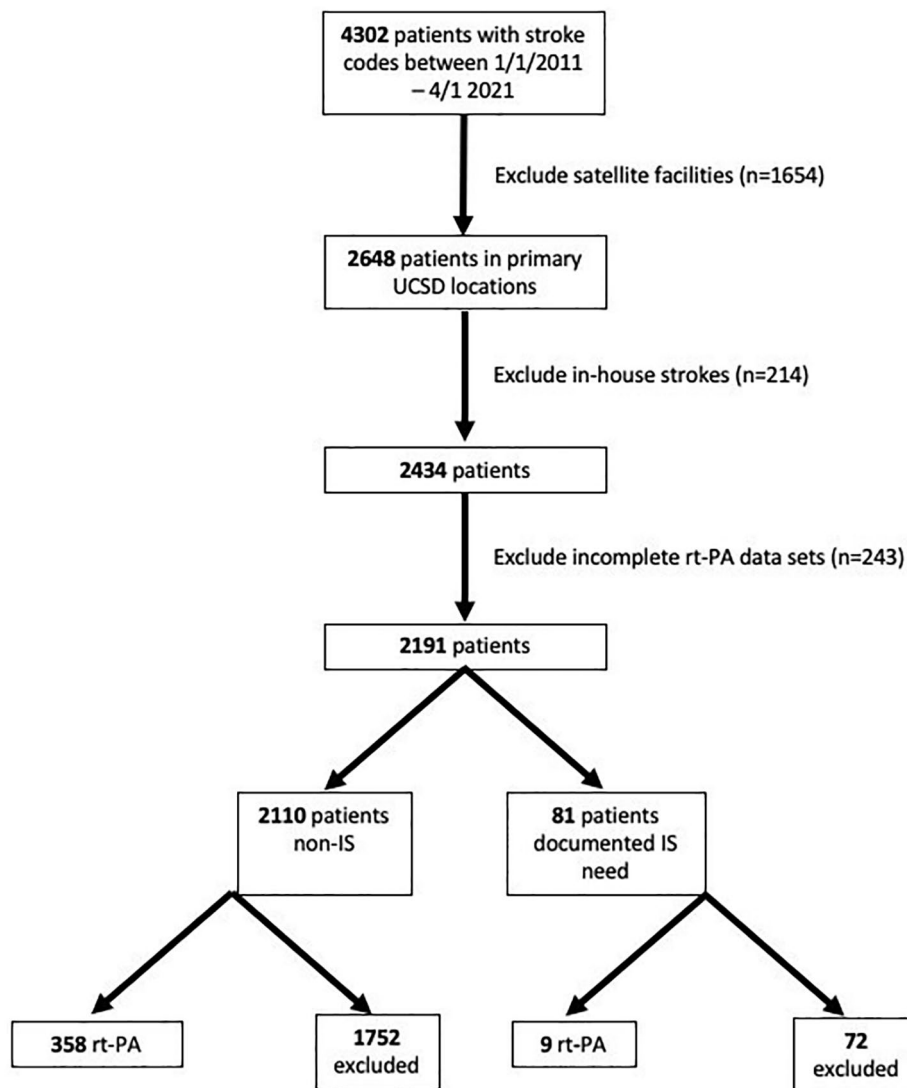 4302 patients with stroke
codes between 1/1/2011
– 4/1 2021
Exclude satellite facilities (n=1654)
2648 patients in primary
UCSD locations
Exclude in-house strokes (n=214)
2434 patients
Exclude incomplete rt-PA data sets (n=243)
2191 patients
2110 patients
non-IS
81 patients
documented IS
need
358 rt-PA
1752
excluded
9 rt-PA
72
excluded